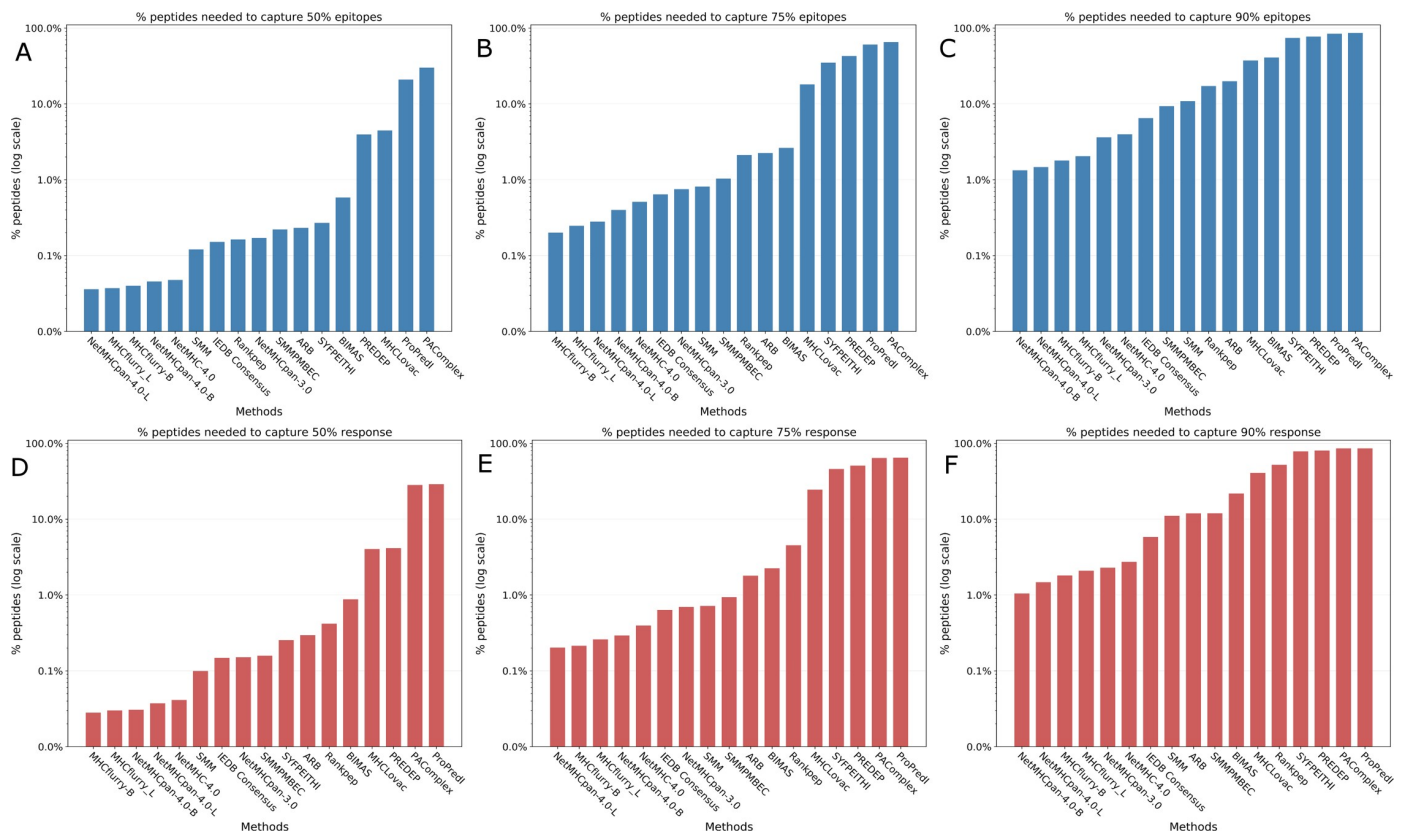 % peptides needed to capture 50% epitopes
A
100.0%
10.0%
1.0%
0.1%
0.0%
% peptides (log scale)
NetMHCpan-4.0-L
MHCflurry_L
MHCflurry-B
NetMHCpan-4.0-B
NetMHC-4.0
SMM
IEDB Consensus
Rankpep
NetMHCpan-3.0
SMMPMBEC
ARB
SYFPEITHI
BIMAS
PREDEP
MHCLovac
ProPredI
PAComplex
Methods
% peptides needed to capture 75% epitopes
B
100.0%
10.0%
1.0%
0.1%
0.0%
% peptides (log scale)
MHCflurry-B
MHCflurry_L
NetMHCpan-4.0-L
NetMHCpan-4.0-B
NetMHC-4.0
IEDB Consensus
NetMHCpan-3.0
SMM
SMMPMBEC
Rankpep
ARB
BIMAS
MHCLovac
SYFPEITHI
PREDEP
ProPredI
PAComplex
Methods
% peptides needed to capture 90% epitopes
C
100.0%
10.0%
1.0%
0.1%
0.0%
% peptides (log scale)
NetMHCpan-4.0-B
NetMHCpan-4.0-L
MHCflurry-B
MHCflurry_L
NetMHCpan-3.0
NetMHC-4.0
IEDB Consensus
SMMPMBEC
SMM
Rankpep
ARB
MHCLovac
BIMAS
SYFPEITHI
PREDEP
ProPredI
PAComplex
Methods
% peptides needed to capture 50% response
D
100.0%
10.0%
1.0%
0.1%
0.0%
% peptides (log scale)
MHCflurry-B
MHCflurry_L
NetMHCpan-4.0-B
NetMHCpan-4.0-L
NetMHC-4.0
SMM
IEDB Consensus
NetMHCpan-3.0
SMMPMBEC
SYFPEITHI
ARB
Rankpep
BIMAS
MHCLovac
PREDEP
PAComplex
ProPredI
Methods
% peptides needed to capture 75% response
E
100.0%
10.0%
1.0%
0.1%
0.0%
% peptides (log scale)
NetMHCpan-4.0-L
MHCflurry-B
MHCflurry_L
NetMHCpan-4.0-B
NetMHC-4.0
IEDB Consensus
NetMHCpan-3.0
SMM
SMMPMBEC
ARB
BIMAS
Rankpep
MHCLovac
SYFPEITHI
PREDEP
PAComplex
ProPredI
Methods
% peptides needed to capture 90% response
F
100.0%
10.0%
1.0%
0.1%
0.0%
% peptides (log scale)
NetMHCpan-4.0-B
NetMHCpan-4.0-L
MHCflurry-B
MHCflurry_L
NetMHCpan-3.0
NetMHC-4.0
IEDB Consensus
SMM
ARB
SMMPMBEC
BIMAS
MHCLovac
Rankpep
SYFPEITHI
PREDEP
PAComplex
ProPredI
Methods